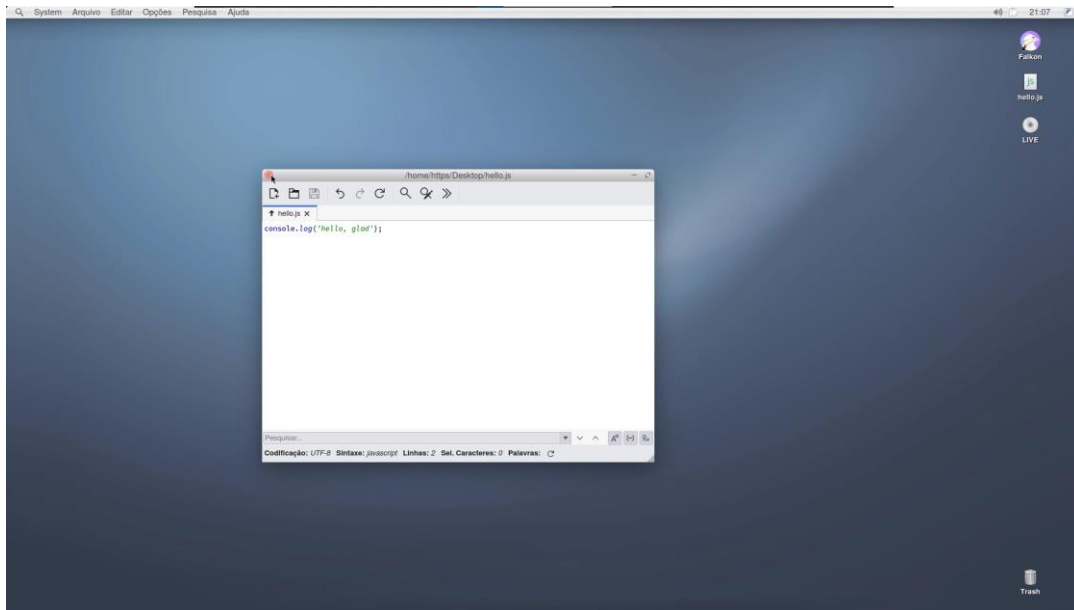 System Arquivo Editar Opções Pesquisa Ajuda 21:07
Falkon
hello.js
LIVE
/home/https/Desktop/hello.js
hello.js
console.log('hello, glad');
Pesquisar...
Codificação: UTF-8 Sintaxe: javascript Linhas: 2 Sel. Caracteres: 0 Palavras:
Trash